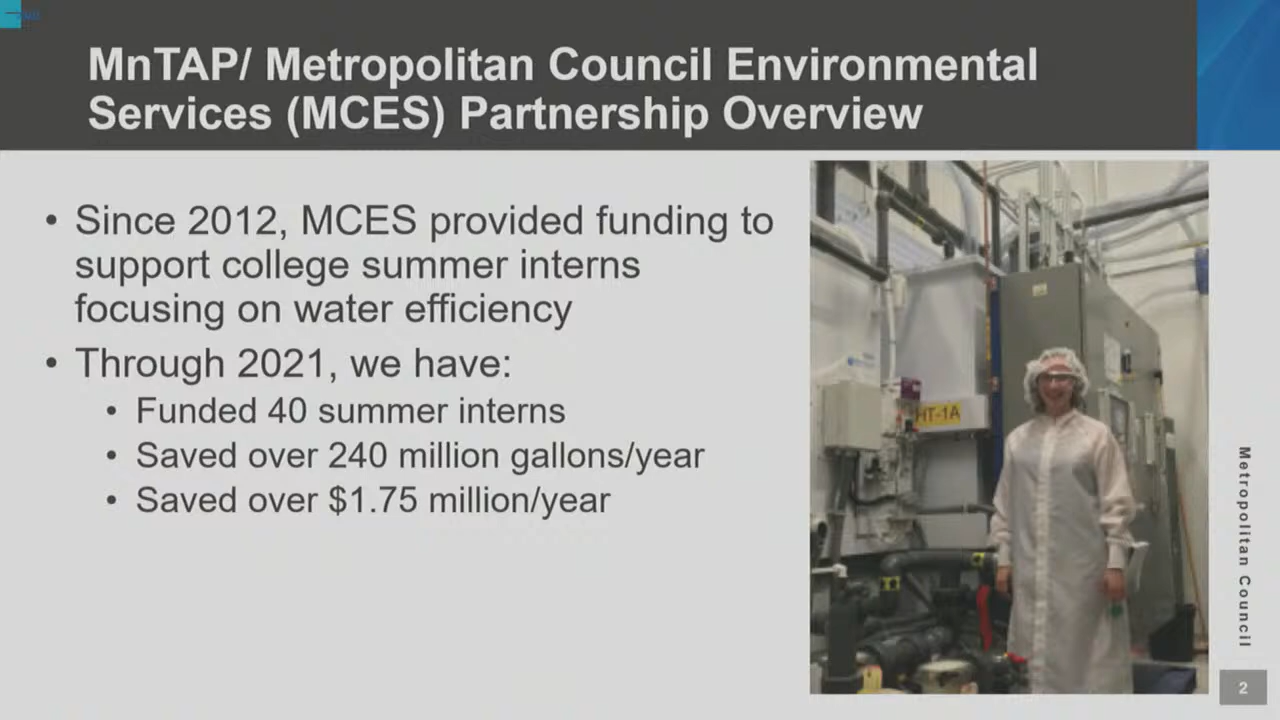 MnTAP/ Metropolitan Council Environmental
Services (MCES) Partnership Overview
• Since 2012, MCES provided funding to
support college summer interns
focusing on water efficiency
• Through 2021, we have:
• Funded 40 summer interns
• Saved over 240 million gallons/year
• Saved over $1.75 million/year
HT-1A
Metropolitan Council
2